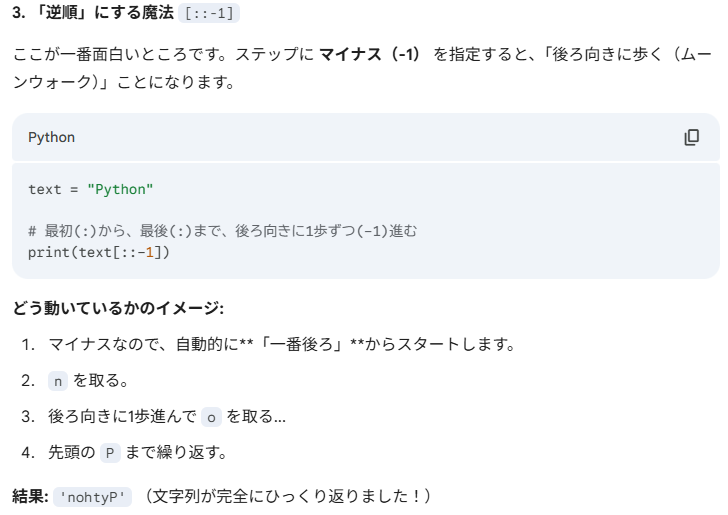 3. 「逆順」にする魔法 [::-1]
ここが一番面白いところです。ステップに マイナス（-1） を指定すると、「後ろ向きに歩く（ムー
ンウォーク）」ことになります。
Python
text = "Python"
# 最初(:)から、最後(:)まで、後ろ向きに1歩ずつ(-1)進む
print(text[::-1])
どう動いているかのイメージ:
1. マイナスなので、自動的に**「一番後ろ」**からスタートします。
2. n を取る。
3. 後ろ向きに1歩進んで o を取る...
4. 先頭の P まで繰り返す。
結果: 'nohtyP' （文字列が完全にひっくり返りました！）